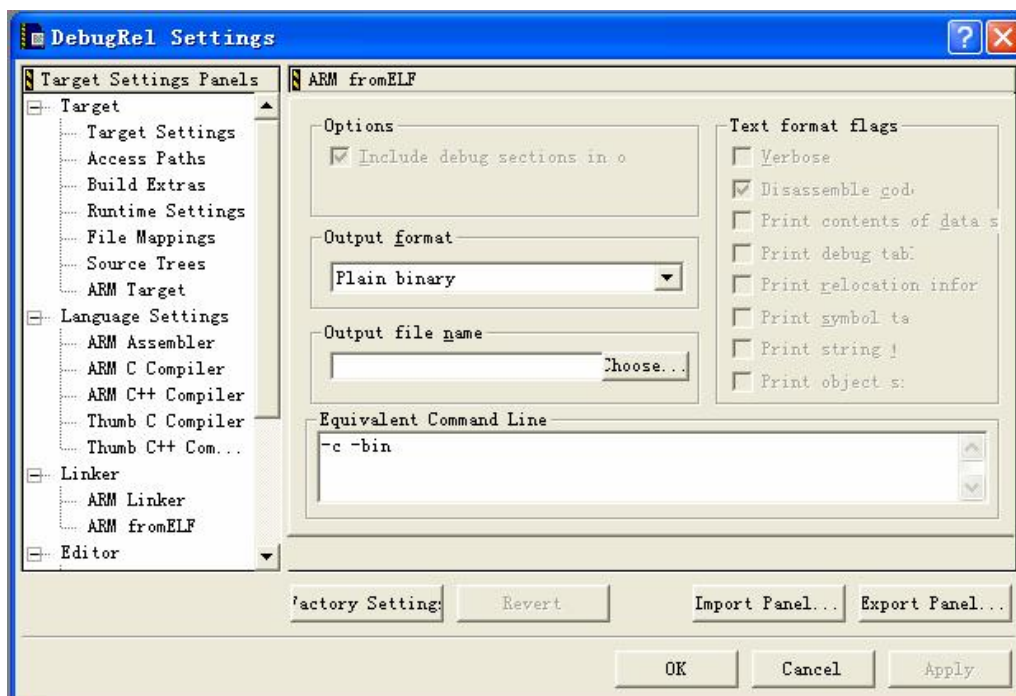 DebugRel Settings
Target Settings Panels
Target
Target Settings
Access Paths
Build Extras
Runtime Settings
File Mappings
Source Trees
ARM Target
Language Settings
ARM Assembler
ARM C Compiler
ARM C++ Compiler
Thumb C Compiler
Thumb C++ Com...
Linker
ARM Linker
ARM fromELF
Editor
ARM fromELF
Options
Include debug sections in o
Output format
Plain binary
Output file name
Choose...
Text format flags
Verbose
Disassemble cod
Print contents of data s
Print debug tab
Print relocation infor
Print symbol ta
Print string
Print object s
Equivalent Command Line
-c -bin
Factory Setting
Revert
Import Panel...
Export Panel...
OK
Cancel
Apply